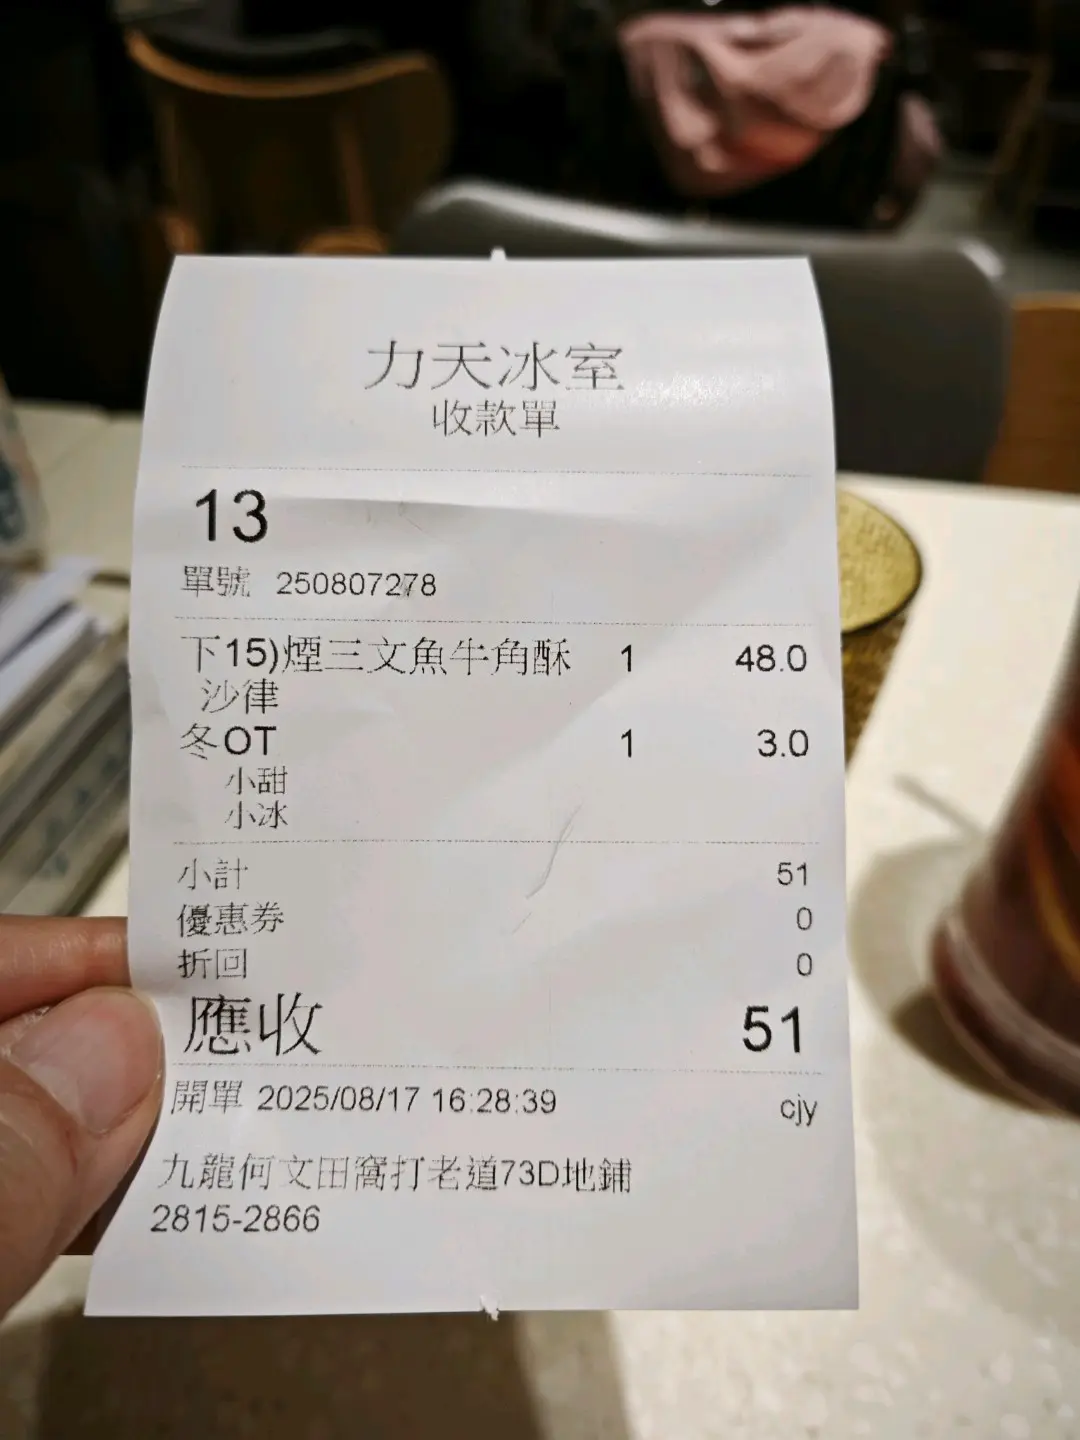 力天冰室
收款單
13
單號 250807278
下15)煙三文魚牛角酥 1 48.0
沙律
冬OT 1 3.0
小甜
小冰
小計 51
優惠券 0
折回 0
應收 51
開單 2025/08/17 16:28:39 cjy
九龍何文田窩打老道73D地鋪
2815-2866